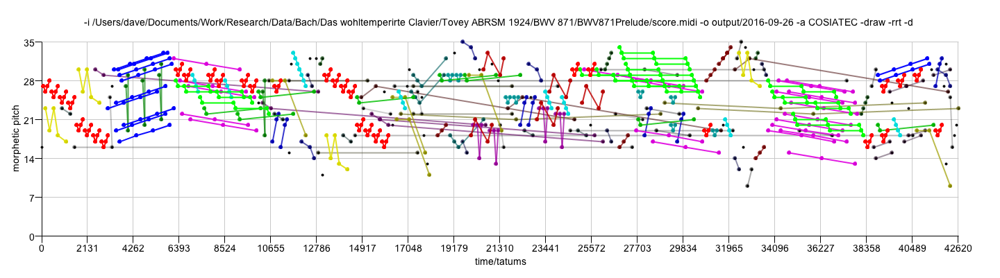 -i /Users/dave/Documents/Work/Research/Data/Bach/Das wohltemperirte Clavier/Tovey ABRSM 1924/BWV 871/BWV871Prelude/score.midi -o output/2016-09-26 -a COSIATEC -draw -rrt -d
35
28
21
14
7
0
morphetic pitch
0 2131 4262 6393 8524 10655 12786 14917 17048 19179 21310 23441 25572 27703 29834 31965 34096 36227 38358 40489 42620
time/tatums